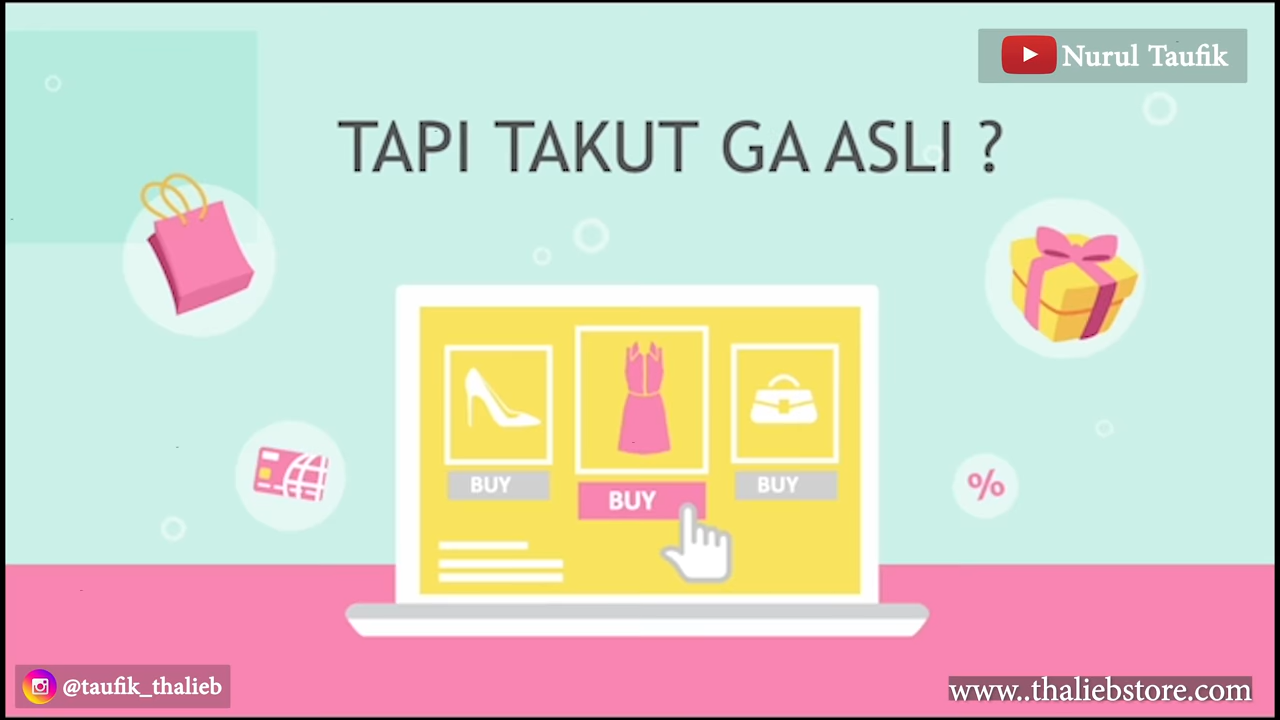 Nurul Taufik
TAPI TAKUT GA ASLI ?
BUY
BUY
BUY
%
@taufik_thalieb
www..thaliebstore.com